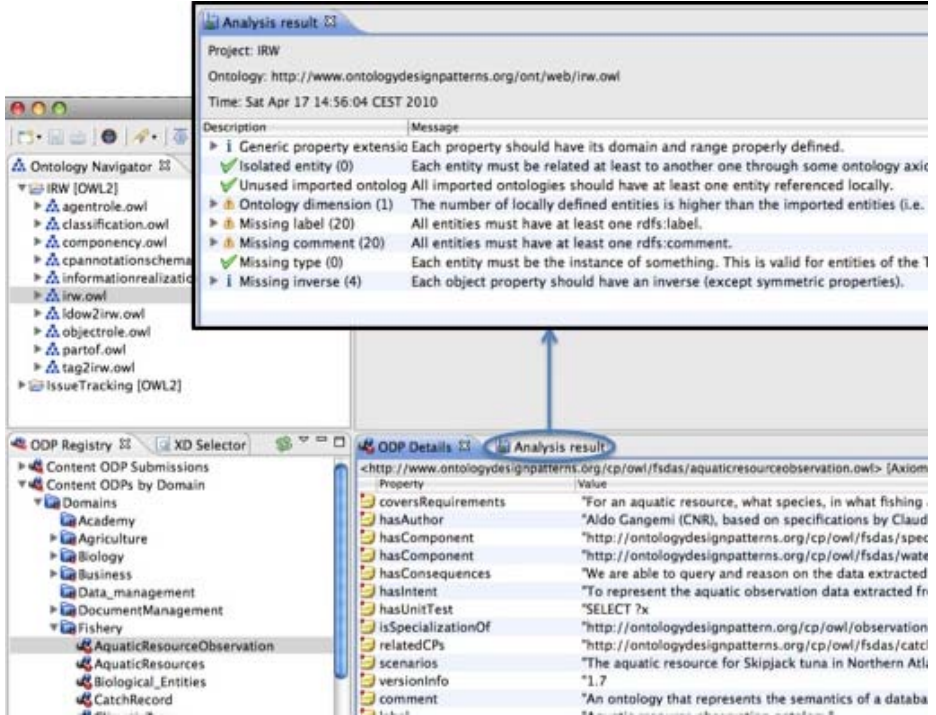 Analysis result
Project: IRW
Ontology: http://www.ontologydesignpatterns.org/ont/web/irw.owl
Time: Sat Apr 17 14:56:04 CEST 2010
Description Message
Generic property extensio Each property should have its domain and range properly defined.
Isolated entity (0) Each entity must be related at least to another one through some ontology axio
Unused imported ontolog All imported ontologies should have at least one entity referenced locally.
Ontology dimension (1) The number of locally defined entities is higher than the imported entities (i.e.
Missing label (20) All entities must have at least one rdfs:label.
Missing comment (20) All entities must have at least one rdfs:comment.
Missing type (0) Each entity must be the instance of something. This is valid for entities of the T
Missing inverse (4) Each object property should have an inverse (except symmetric properties).
Ontology Navigator
IRW [OWL2]
agentrole.owl
classification.owl
componency.owl
cpannotationschema
informationrealizatio
irw.owl
ldow2irw.owl
objectrole.owl
partof.owl
tag2irw.owl
IssueTracking [OWL2]
ODP Registry XD Selector
Content ODP Submissions
Content ODPs by Domain
Domains
Academy
Agriculture
Biology
Business
Data_management
DocumentManagement
Fishery
AquaticResourceObservation
AquaticResources
Biological_Entities
CatchRecord
ODP Details Analysis result
<http://www.ontologydesignpatterns.org/cp/owl/fsdas/aquaticresourceobservation.owl> [Axiom
Property Value
coversRequirements "For an aquatic resource, what species, in what fishing
hasAuthor "Aldo Gangemi (CNR), based on specifications by Claud
hasComponent "http://ontologydesignpatterns.org/cp/owl/fsdas/spec
hasComponent "http://ontologydesignpatterns.org/cp/owl/fsdas/wate
hasConsequences "We are able to query and reason on the data extracted
hasIntent "To represent the aquatic observation data extracted fr
hasUnitTest "SELECT ?x
isSpecializationOf "http://ontologydesignpattern.org/cp/owl/observation
relatedCPs "http://ontologydesignpatterns.org/cp/owl/fsdas/catcl
scenarios "The aquatic resource for Skipjack tuna in Northern Atla
versionInfo "1.7
comment "An ontology that represents the semantics of a databa